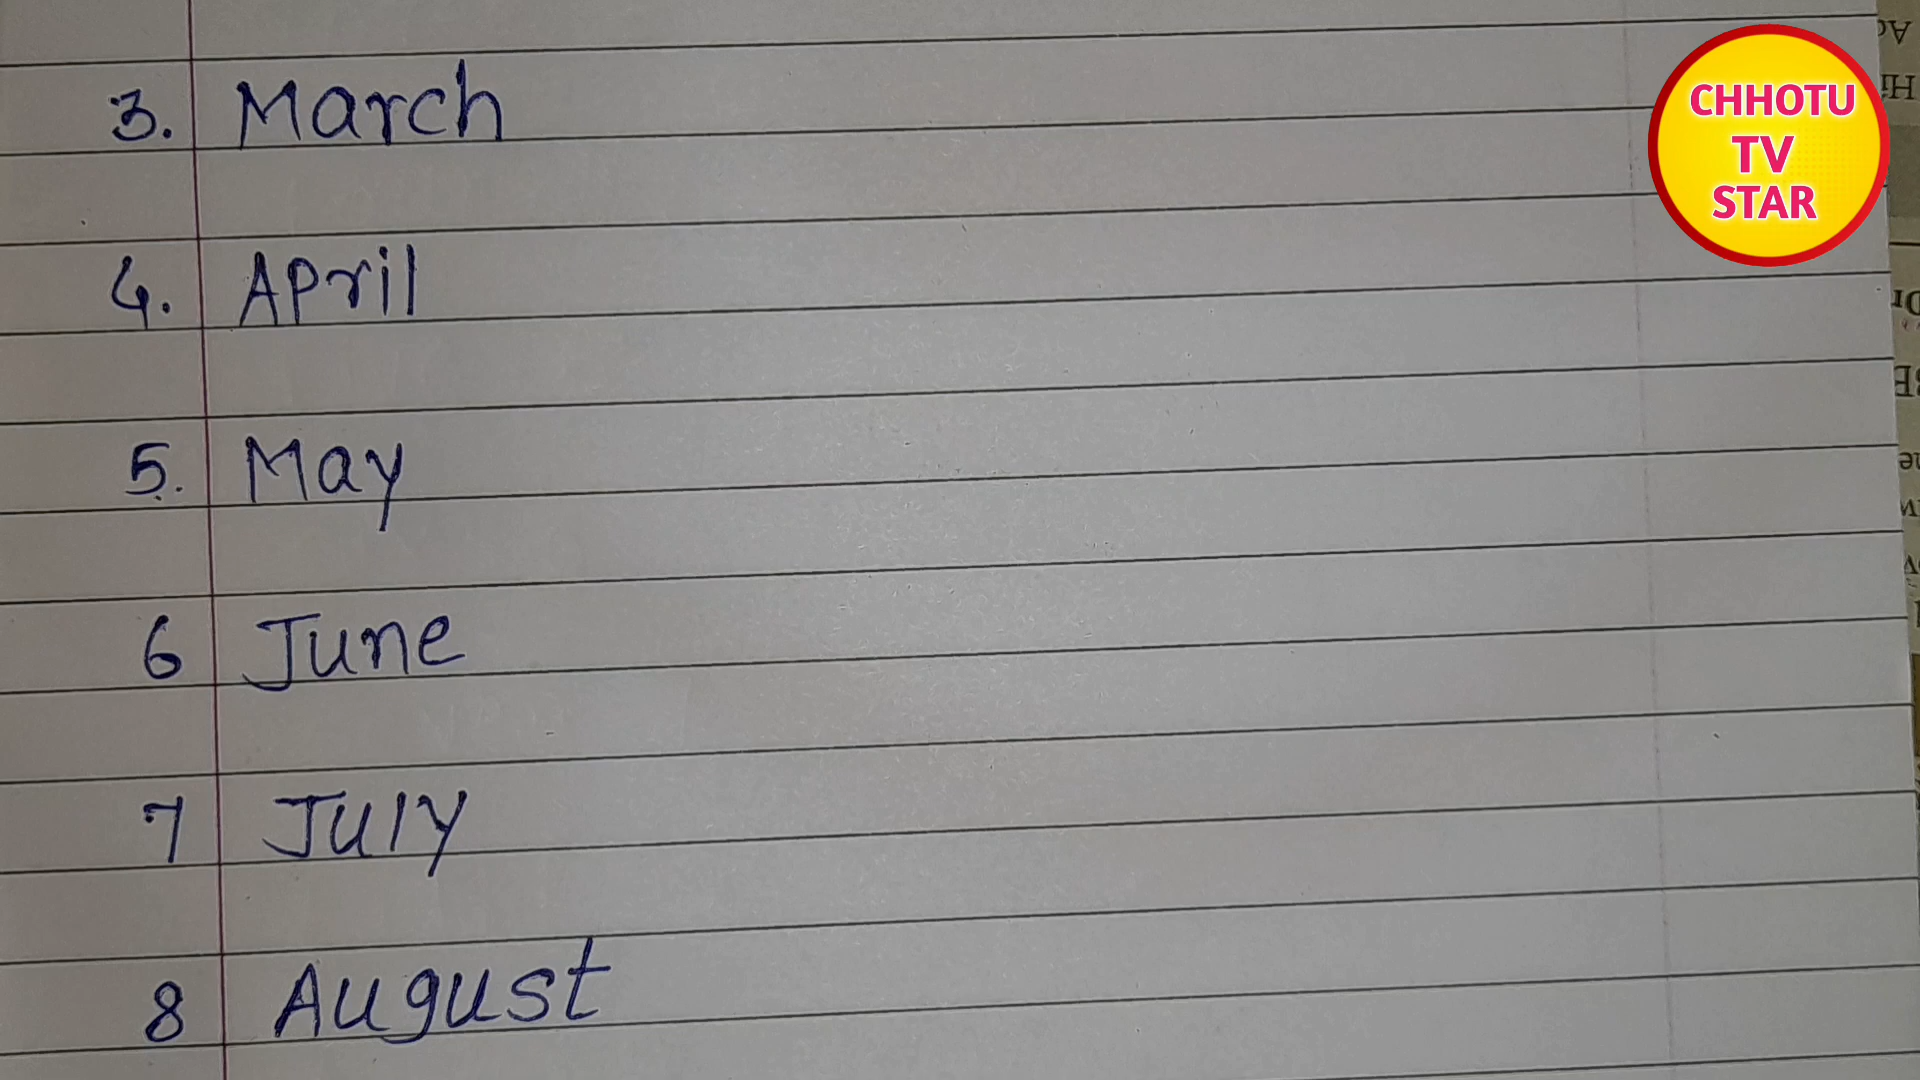 3. March
CHHOTU
TV
STAR
4. April
5. May
6 June
7 July
8 August